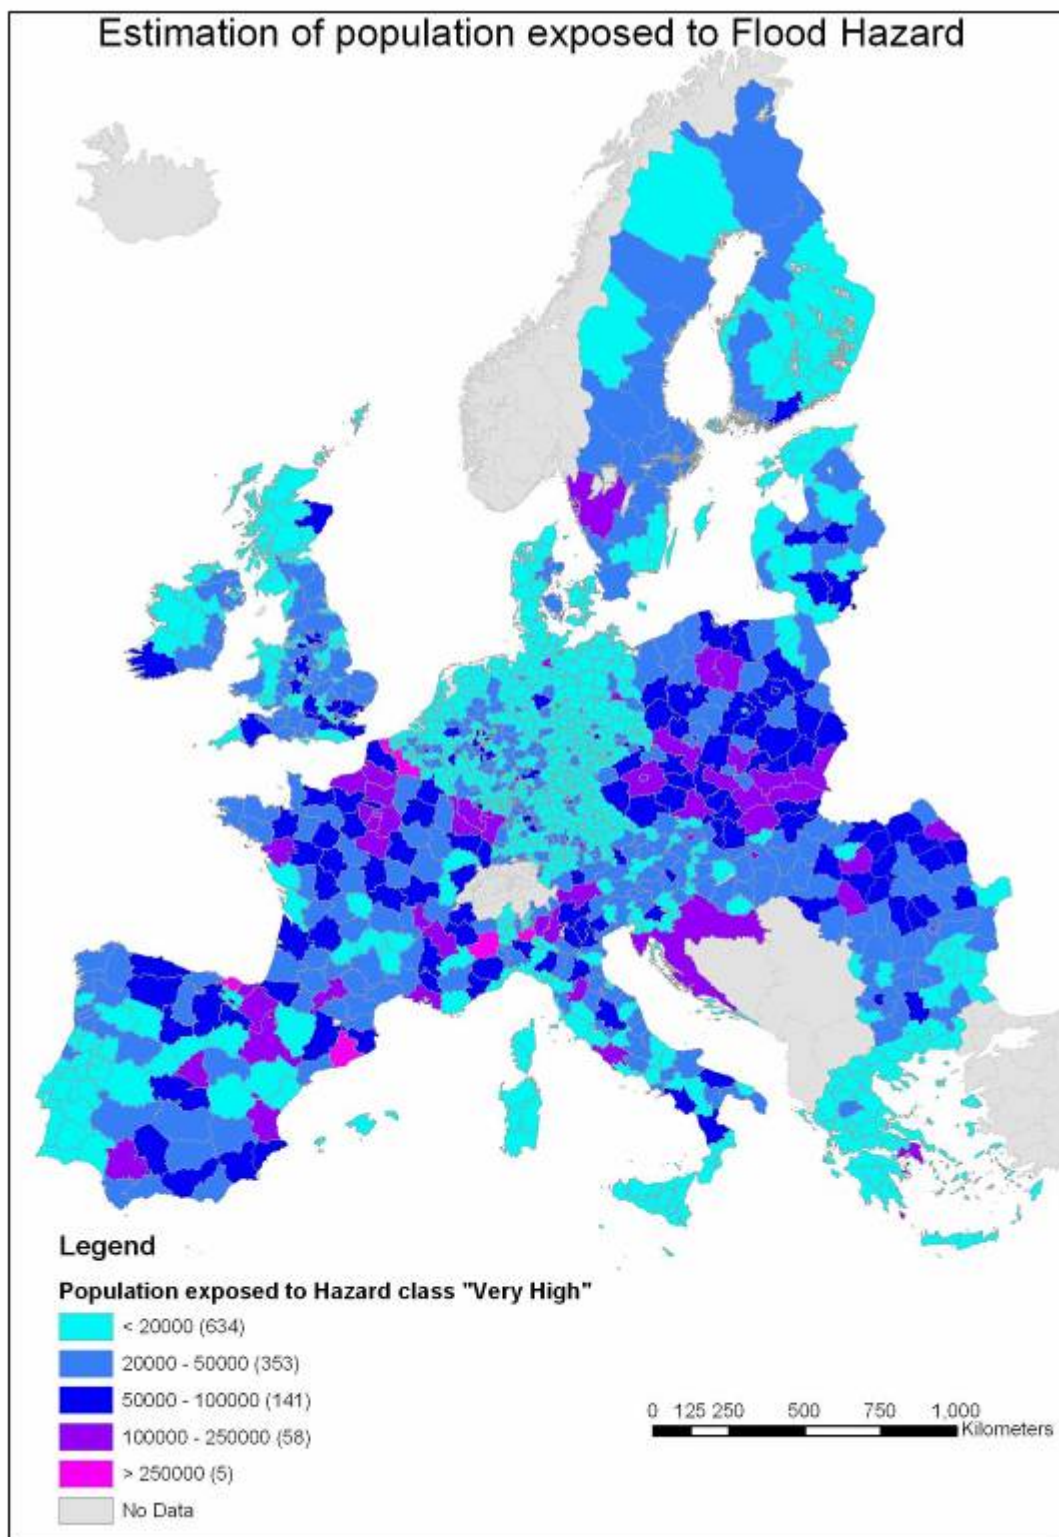 Estimation of population exposed to Flood Hazard
Legend
Population exposed to Hazard class "Very High"
< 20000 (634)
20000 - 50000 (353)
50000 - 100000 (141)
100000 - 250000 (58)
> 250000 (5)
No Data
0 125 250 500 750 1,000
Kilometers